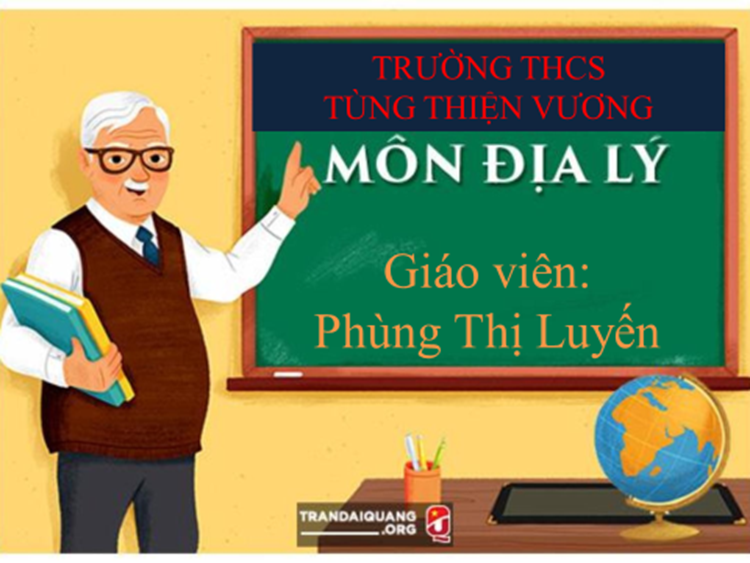 TRƯỜNG THCS
TÙNG THIỆN VƯƠNG
MÔN ĐỊA LÝ
Giáo viên:
Phùng Thị Luyến
TRANDAIQUANG
.ORG